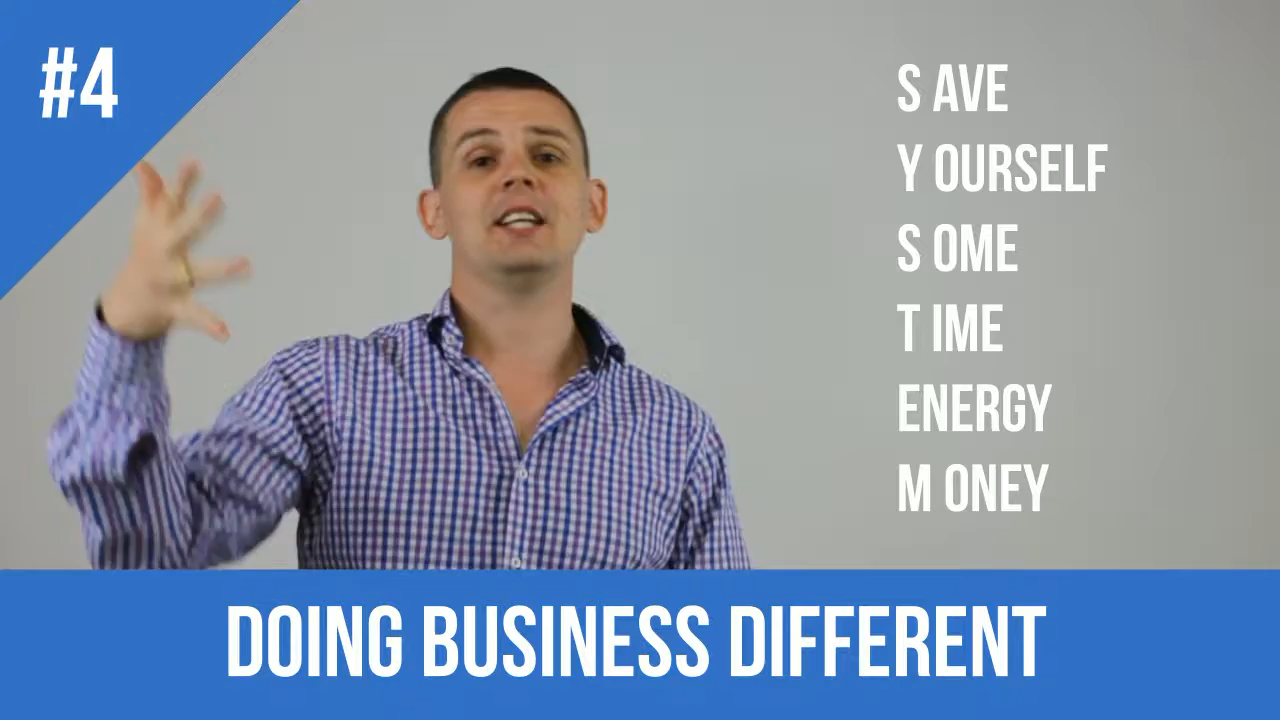 #4
S AVE
Y OURSELF
S OME
T IME
ENERGY
M ONEY
DOING BUSINESS DIFFERENT